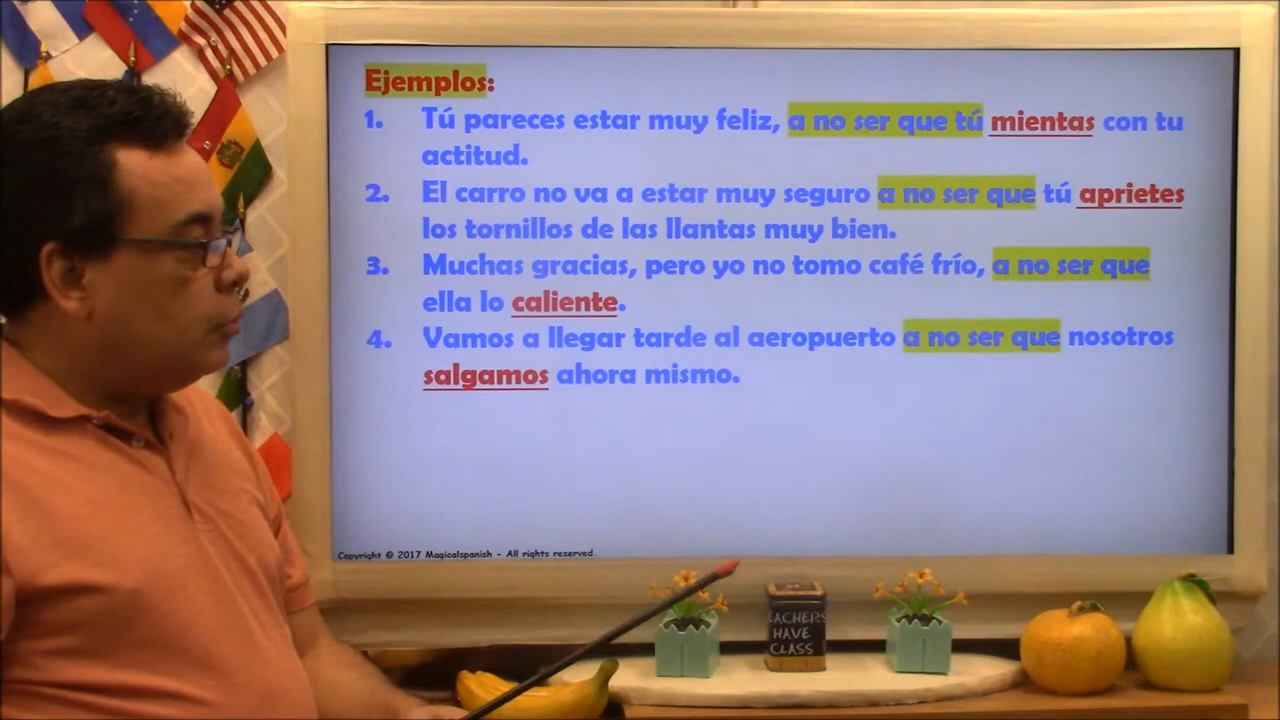 Ejemplos:
1. Tú pareces estar muy feliz, a no ser que tú mientas con tu
actitud.
2. El carro no va a estar muy seguro a no ser que tú aprietes
los tornillos de las llantas muy bien.
3. Muchas gracias, pero yo no tomo café frío, a no ser que
ella lo caliente.
4. Vamos a llegar tarde al aeropuerto a no ser que nosotros
salgamos ahora mismo.
Copyright © 2017 Magicalspanish - All rights reserved.
EACHERS
HAVE
CLASS